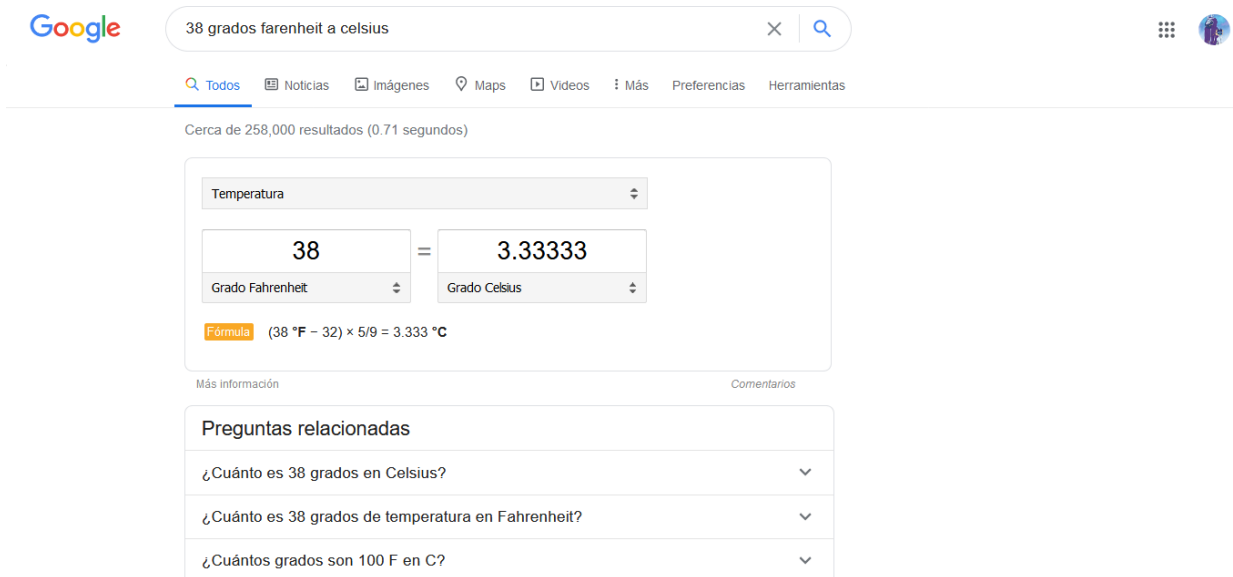 Google
38 grados farenheit a celsius
Todos Noticias Imágenes Maps Videos Más Preferencias Herramientas
Cerca de 258,000 resultados (0.71 segundos)
Temperatura
38 = 3.33333
Grado Fahrenheit Grado Celsius
Fórmula (38 °F − 32) × 5/9 = 3.333 °C
Más información Comentarios
Preguntas relacionadas
¿Cuánto es 38 grados en Celsius?
¿Cuánto es 38 grados de temperatura en Fahrenheit?
¿Cuántos grados son 100 F en C?